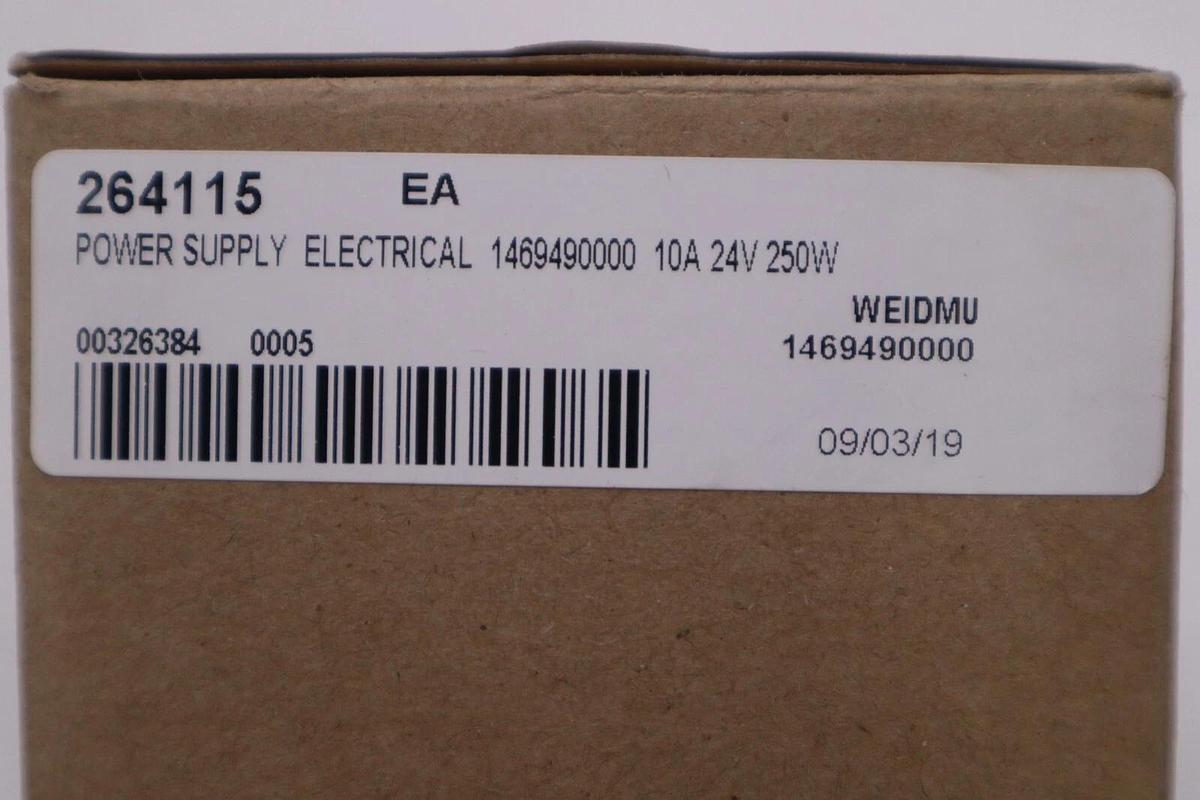 264115 EA
POWER SUPPLY ELECTRICAL 1469490000 10A 24V 250W
WEIDMU
00326384 0005 1469490000
09/03/19